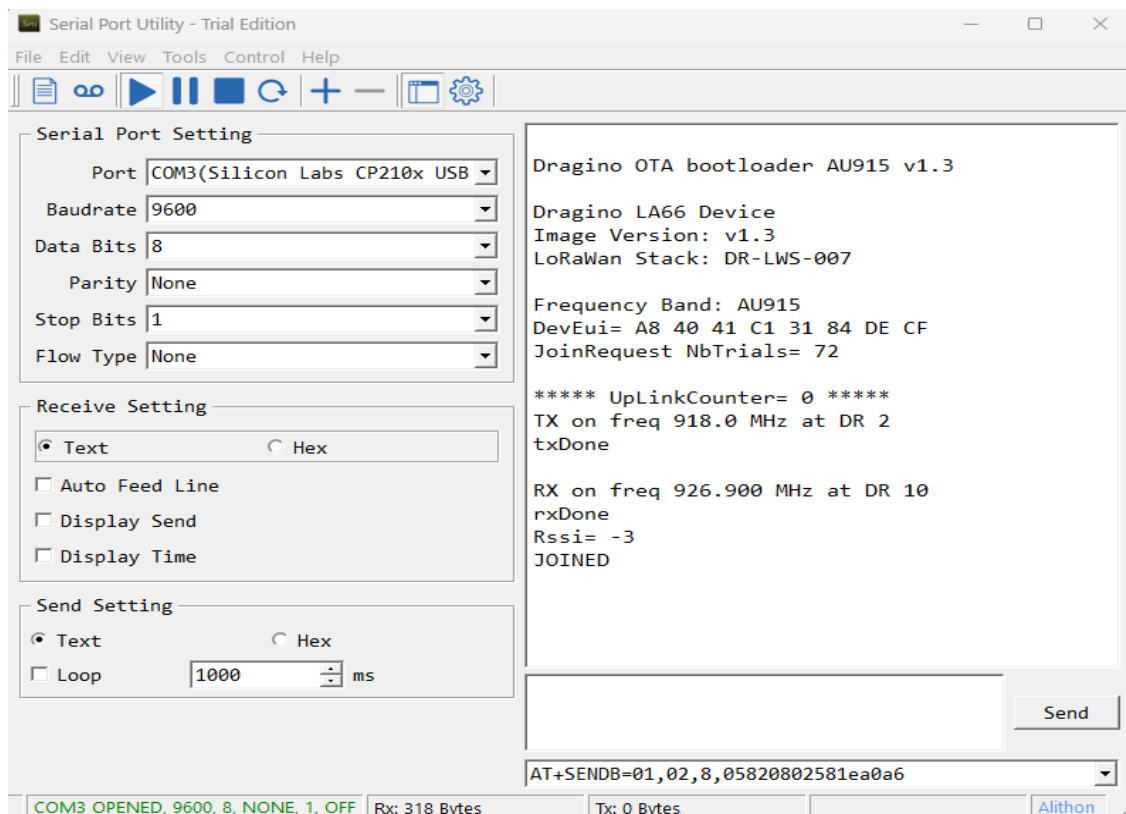 Spu Serial Port Utility - Trial Edition
File Edit View Tools Control Help
Serial Port Setting
Port COM3(Silicon Labs CP210x USB
Baudrate 9600
Data Bits 8
Parity None
Stop Bits 1
Flow Type None
Receive Setting
Text Hex
Auto Feed Line
Display Send
Display Time
Send Setting
Text Hex
Loop 1000 ms
Dragino OTA bootloader AU915 v1.3
Dragino LA66 Device
Image Version: v1.3
LoRaWan Stack: DR-LWS-007
Frequency Band: AU915
DevEui= A8 40 41 C1 31 84 DE CF
JoinRequest NbTrials= 72
***** UpLinkCounter= 0 *****
TX on freq 918.0 MHz at DR 2
txDone
RX on freq 926.900 MHz at DR 10
rxDone
Rssi= -3
JOINED
Send
AT+SENDB=01,02,8,05820802581ea0a6
COM3 OPENED, 9600, 8, NONE, 1, OFF Rx: 318 Bytes Tx: 0 Bytes Alithon